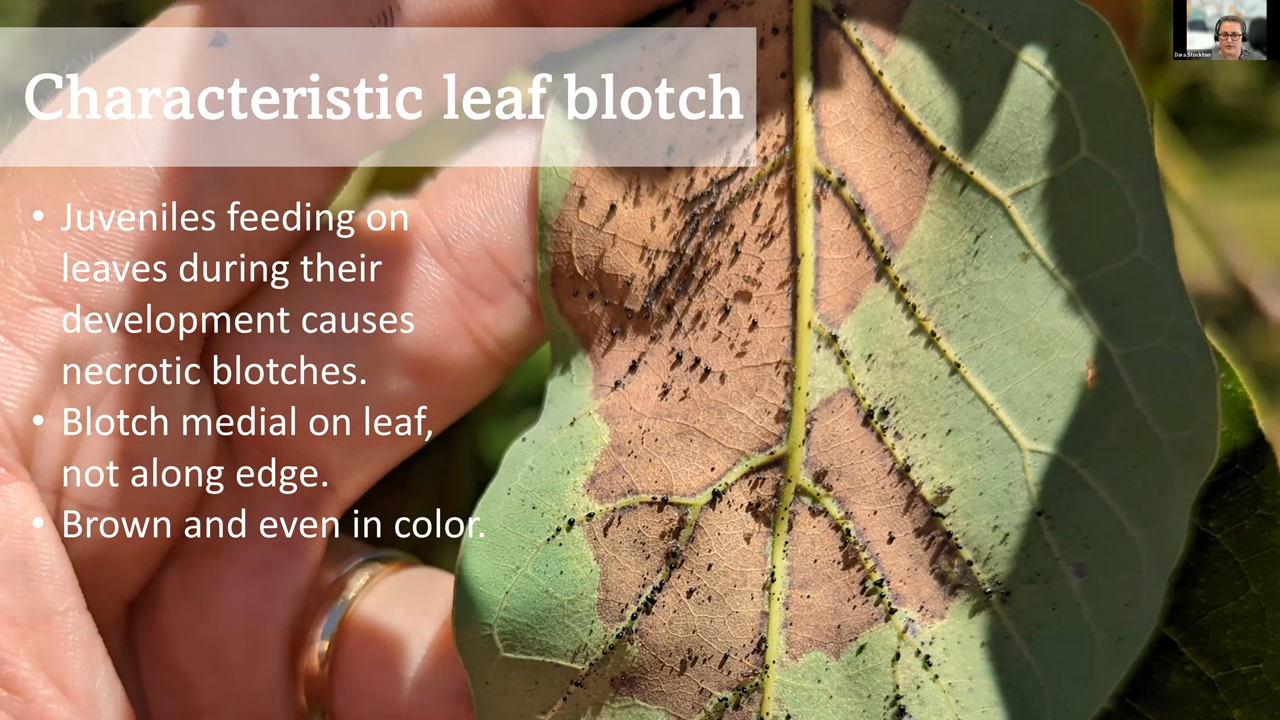 Characteristic leaf blotch
• Juveniles feeding on
leaves during their
development causes
necrotic blotches.
• Blotch medial on leaf,
not along edge.
• Brown and even in color.
Dara.Stockton